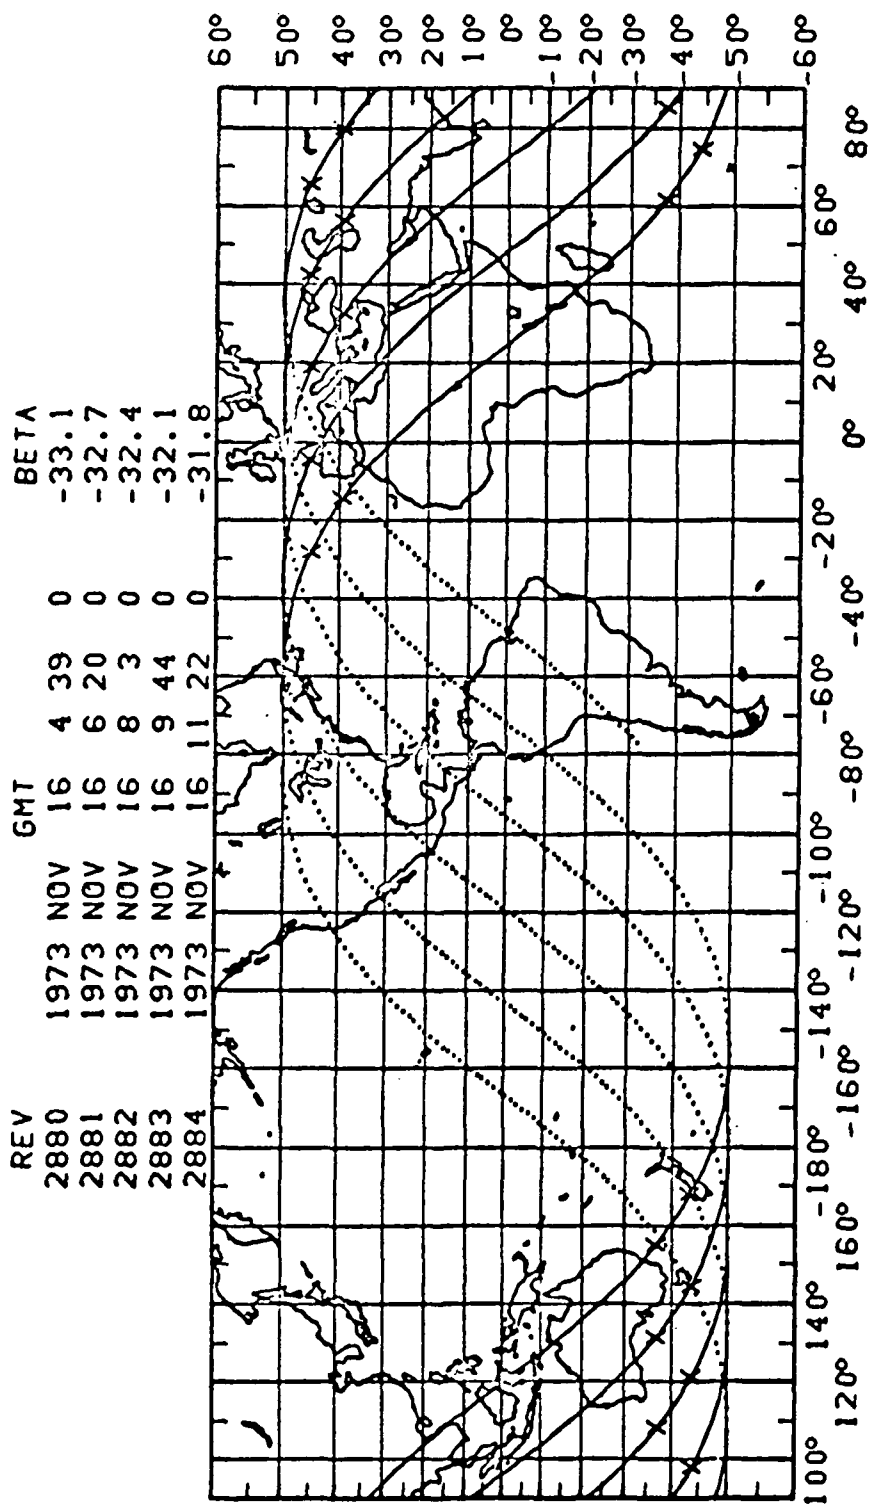 REV GMT BETA
2880 1973 NOV 16 4 39 0 -33.1
2881 1973 NOV 16 6 20 0 -32.7
2882 1973 NOV 16 8 3 0 -32.4
2883 1973 NOV 16 9 44 0 -32.1
2884 1973 NOV 16 11 22 0 -31.8
60°
50°
40°
30°
20°
10°
0°
-10°
-20°
-30°
-40°
-50°
-60°
100° 120° 140° 160° -180° -160° -140° -120° -100° -80° -60° -40° -20° 0° 20° 40° 60° 80°